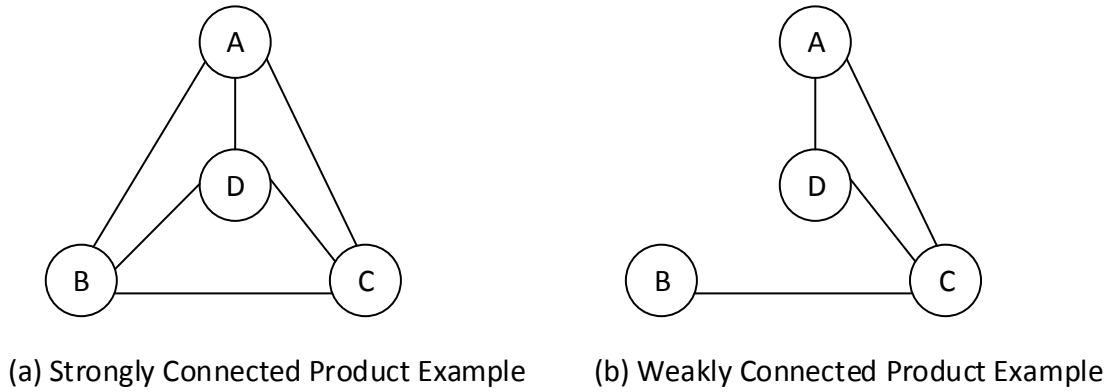 A
A
D
D
B
C
B
C
(a) Strongly Connected Product Example
(b) Weakly Connected Product Example